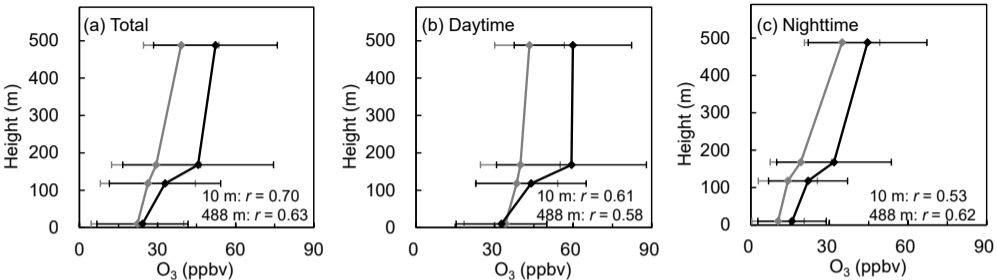 (a) Total
500
400
300
200
100
0
Height (m)
10 m: r = 0.70
488 m: r = 0.63
0 30 60 90
O₃ (ppbv)
(b) Daytime
500
400
300
200
100
0
Height (m)
10 m: r = 0.61
488 m: r = 0.58
0 30 60 90
O₃ (ppbv)
(c) Nighttime
500
400
300
200
100
0
Height (m)
10 m: r = 0.53
488 m: r = 0.62
0 30 60 90
O₃ (ppbv)